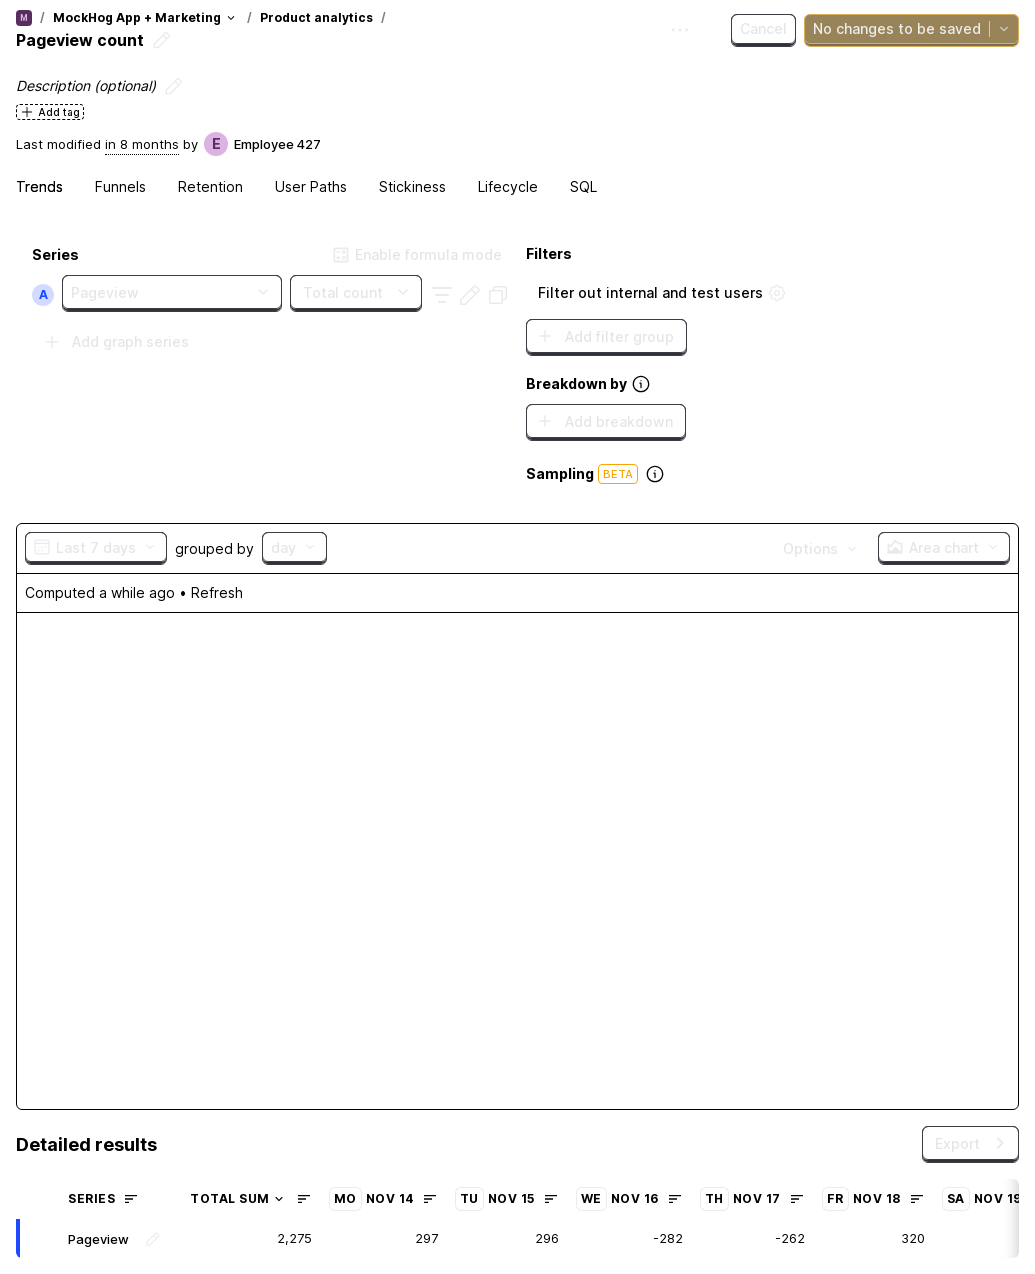 M / MockHog App + Marketing / Product analytics /
Pageview count
Cancel
No changes to be saved
Description (optional)
Add tag
Last modified in 8 months by E Employee 427
Trends Funnels Retention User Paths Stickiness Lifecycle SQL
Series
Enable formula mode
A Pageview Total count
Add graph series
Filters
Filter out internal and test users
Add filter group
Breakdown by
Add breakdown
Sampling BETA
Last 7 days grouped by day
Options Area chart
Computed a while ago • Refresh
Detailed results
Export
SERIES TOTAL SUM MO NOV 14 TU NOV 15 WE NOV 16 TH NOV 17 FR NOV 18 SA NOV 19
Pageview 2,275 297 296 -282 -262 320